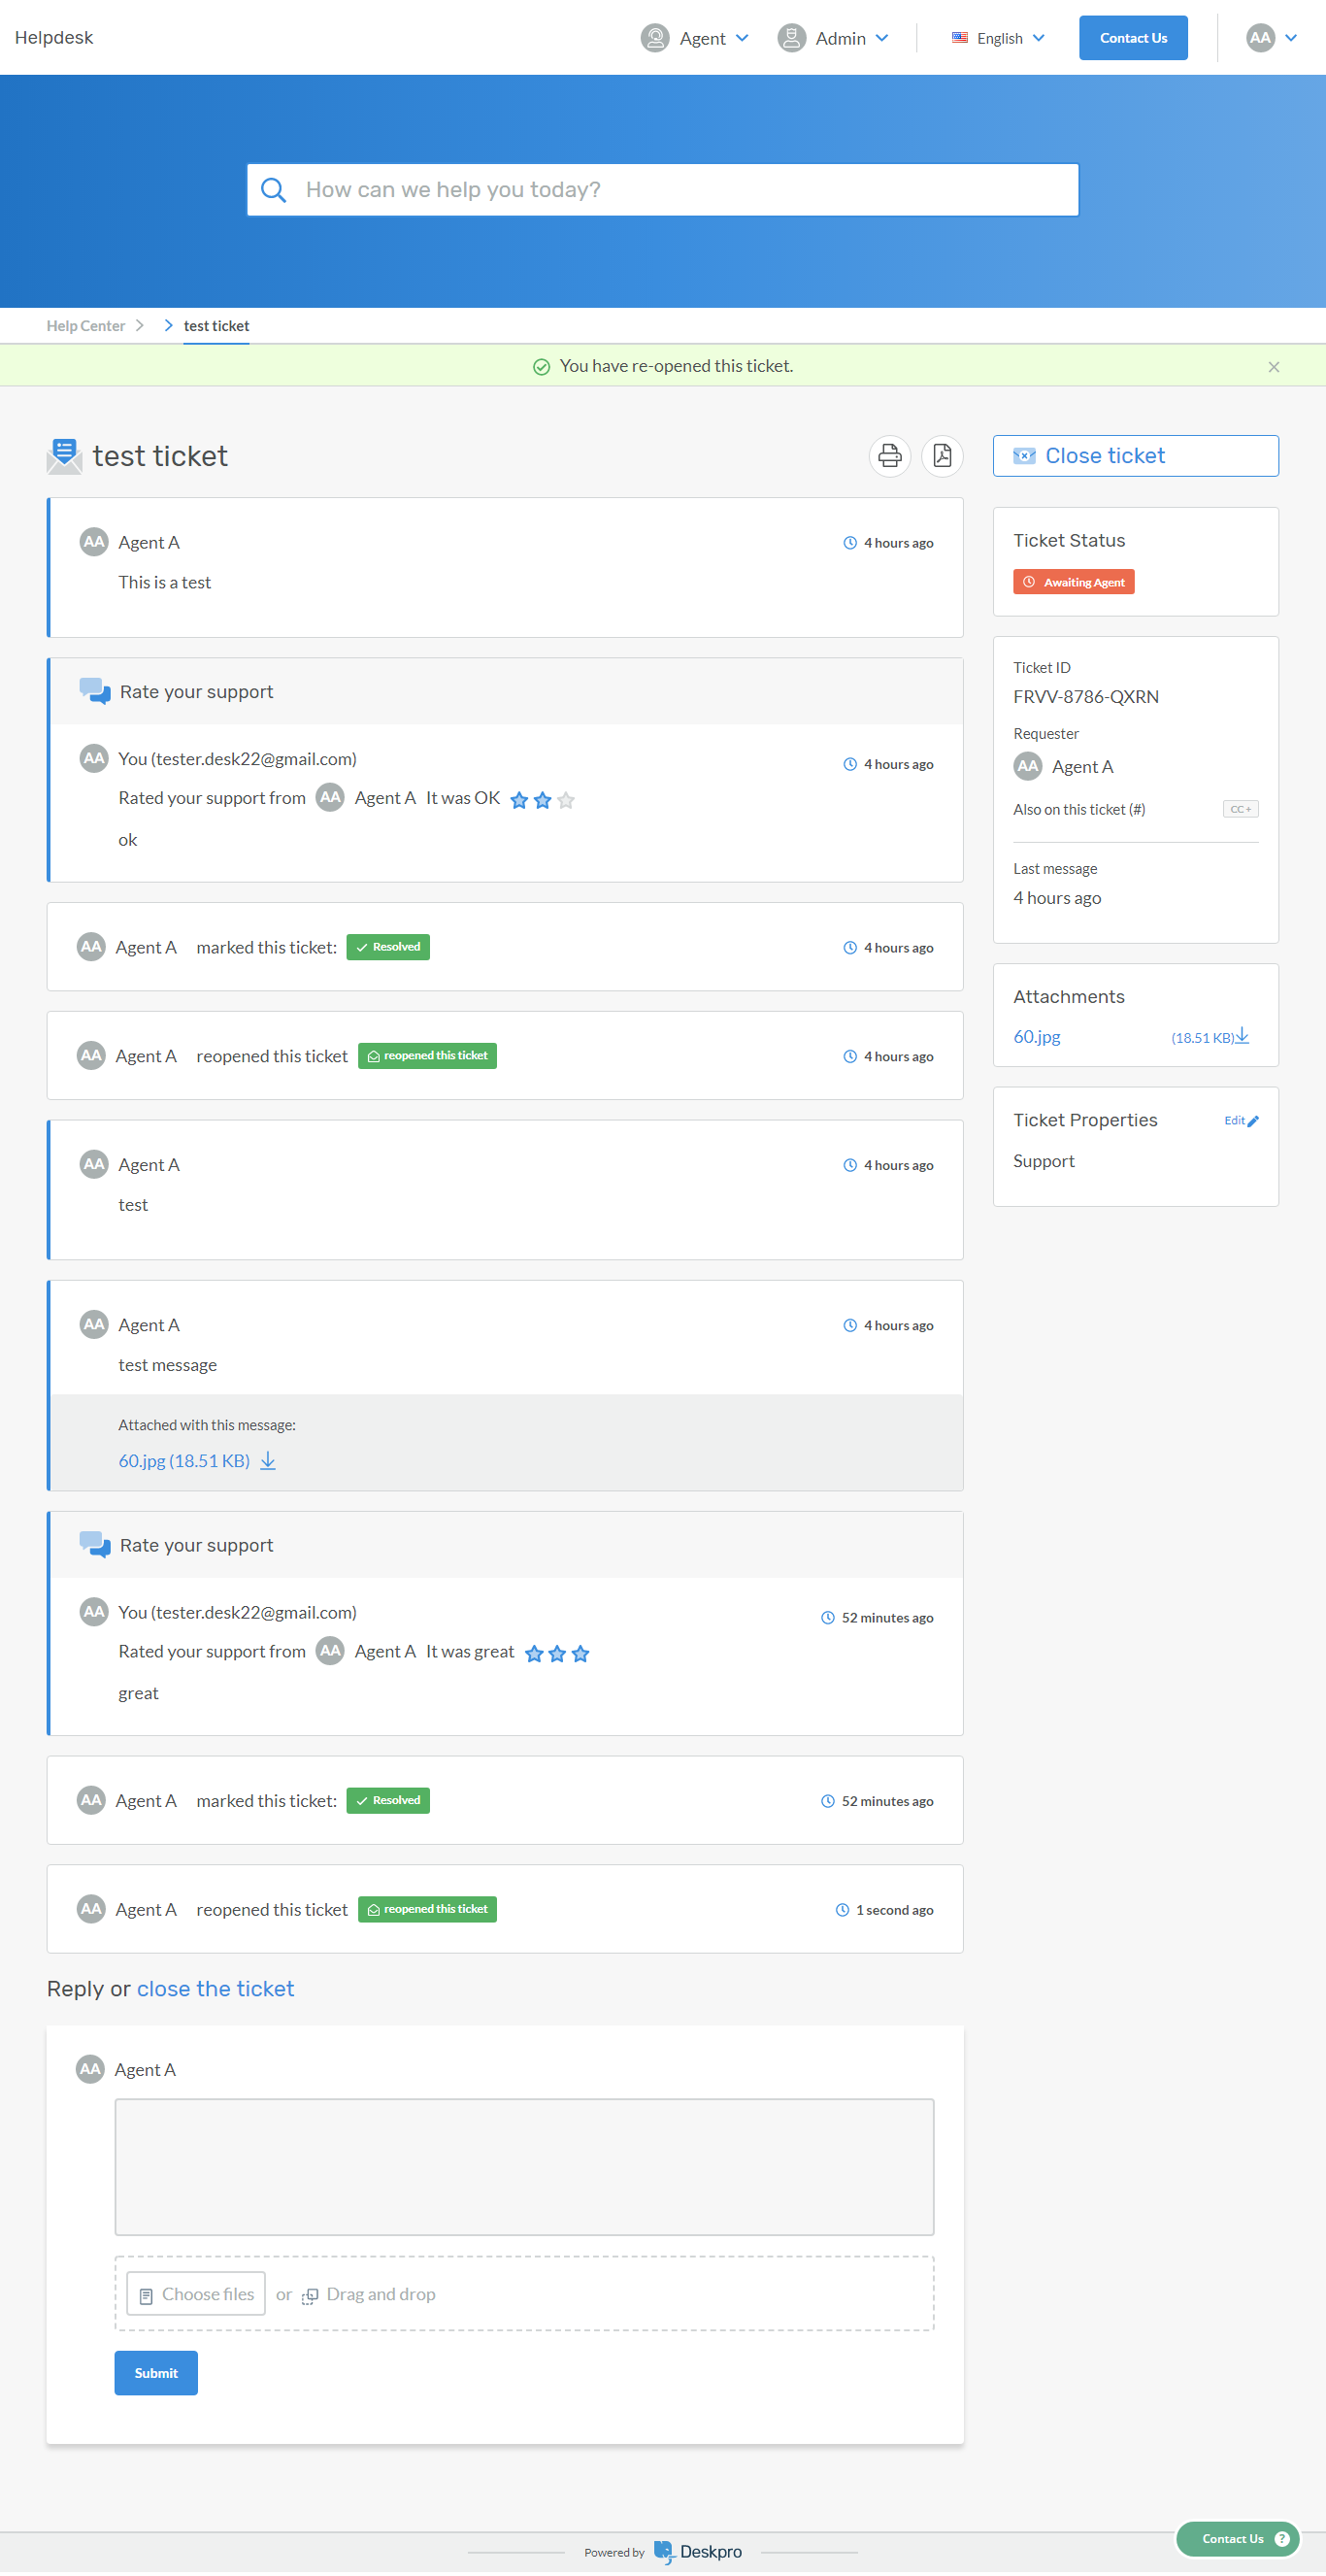 Helpdesk
AA Agent Admin English Contact Us AA
How can we help you today?
Help Center test ticket
You have re-opened this ticket.
test ticket
Close ticket
AA Agent A 4 hours ago
This is a test
Rate your support
AA You (tester.desk22@gmail.com) 4 hours ago
Rated your support from AA Agent A It was OK
ok
AA Agent A marked this ticket: Resolved 4 hours ago
AA Agent A reopened this ticket reopened this ticket 4 hours ago
AA Agent A 4 hours ago
test
AA Agent A 4 hours ago
test message
Attached with this message:
60.jpg (18.51 KB)
Rate your support
AA You (tester.desk22@gmail.com) 52 minutes ago
Rated your support from AA Agent A It was great
great
AA Agent A marked this ticket: Resolved 52 minutes ago
AA Agent A reopened this ticket reopened this ticket 1 second ago
Reply or close the ticket
AA Agent A
Choose files or Drag and drop
Submit
Ticket Status
Awaiting Agent
Ticket ID
FRVV-8786-QXRN
Requester
AA Agent A
Also on this ticket (#) CC +
Last message
4 hours ago
Attachments
60.jpg (18.51 KB)
Ticket Properties Edit
Support
Powered by Deskpro
Contact Us ?